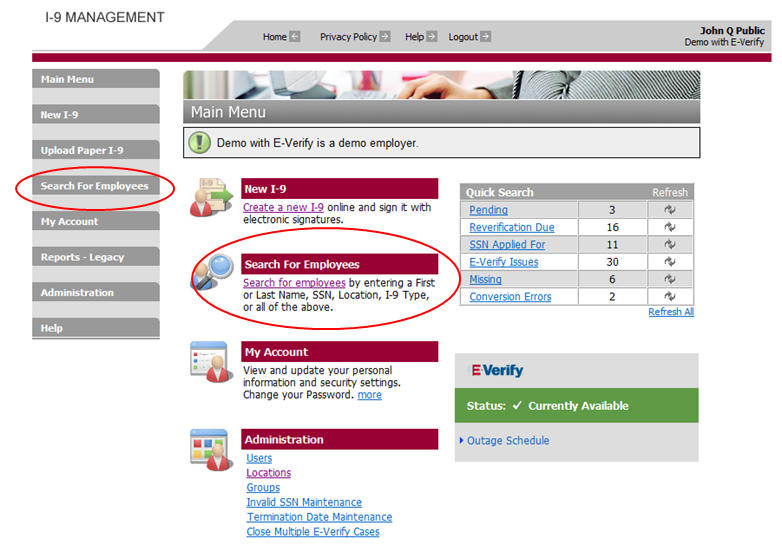 I-9 MANAGEMENT
Home
Privacy Policy
Help
Logout
John Q Public
Demo with E-Verify
Main Menu
New I-9
Upload Paper I-9
Search For Employees
My Account
Reports - Legacy
Administration
Help
Main Menu
Demo with E-Verify is a demo employer.
I-9
New I-9
Create a new I-9 online and sign it with
electronic signatures.
Search For Employees
Search for employees by entering a First
or Last Name, SSN, Location, I-9 Type,
or all of the above.
My Account
View and update your personal
information and security settings.
Change your Password. more
Administration
Users
Locations
Groups
Invalid SSN Maintenance
Termination Date Maintenance
Close Multiple E-Verify Cases
Quick Search Refresh
Pending 3
Reverification Due 16
SSN Applied For 11
E-Verify Issues 30
Missing 6
Conversion Errors 2
Refresh All
E-Verify
Status: ✓ Currently Available
Outage Schedule